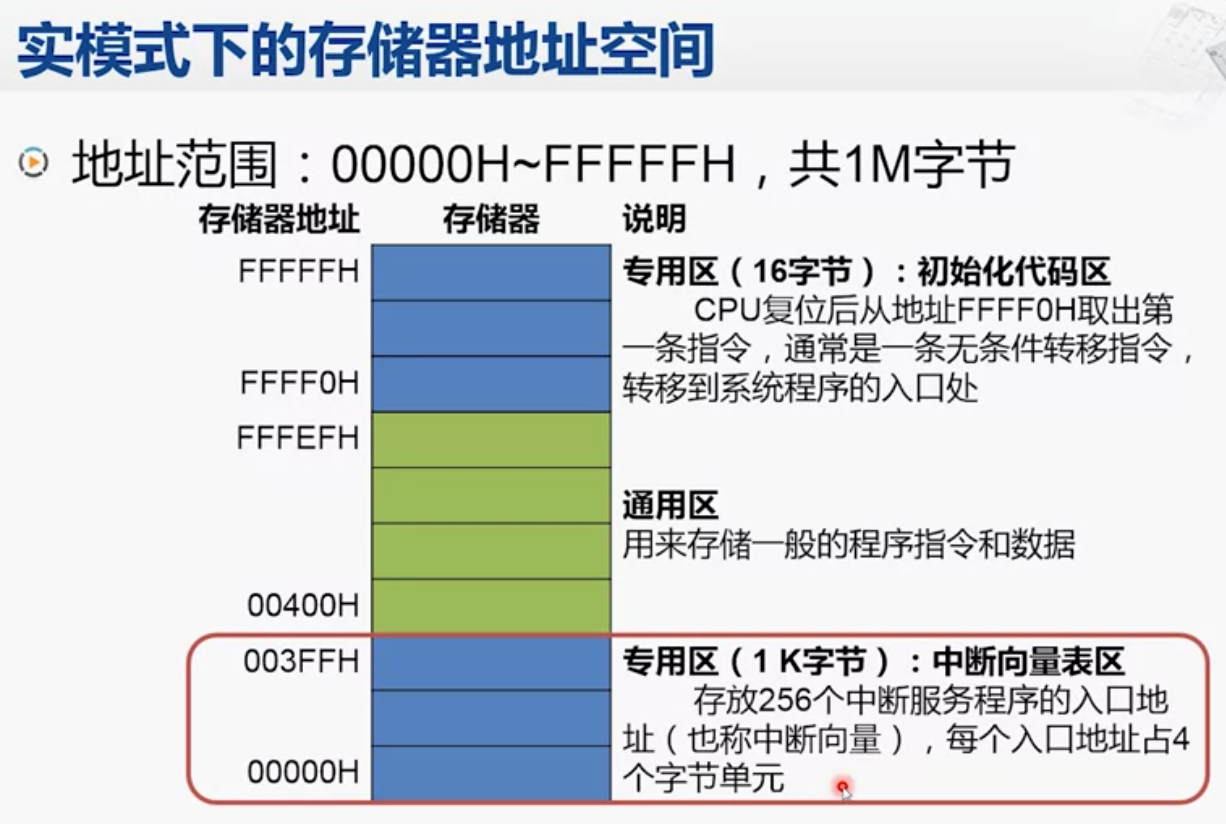 实模式下的存储器地址空间
地址范围：00000H~FFFFFH，共1M字节
存储器地址 存储器 说明
FFFFFH 专用区（16字节）：初始化代码区
CPU复位后从地址FFFF0H取出第
一条指令，通常是一条无条件转移指令，
FFFF0H 转移到系统程序的入口处
FFFEFH
通用区
用来存储一般的程序指令和数据
00400H
003FFH 专用区（1 K字节）：中断向量表区
存放256个中断服务程序的入口地
址（也称中断向量），每个入口地址占4
00000H 个字节单元